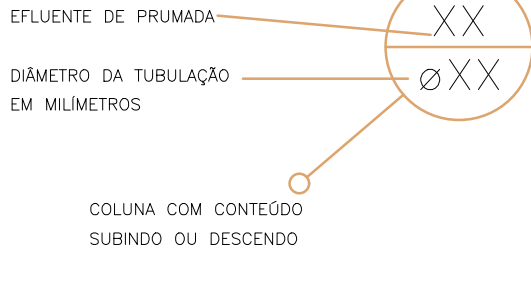 EFLUENTE DE PRUMADA
XX
DIÂMETRO DA TUBULAÇÃO
EM MILÍMETROS
øXX
COLUNA COM CONTEÚDO
SUBINDO OU DESCENDO